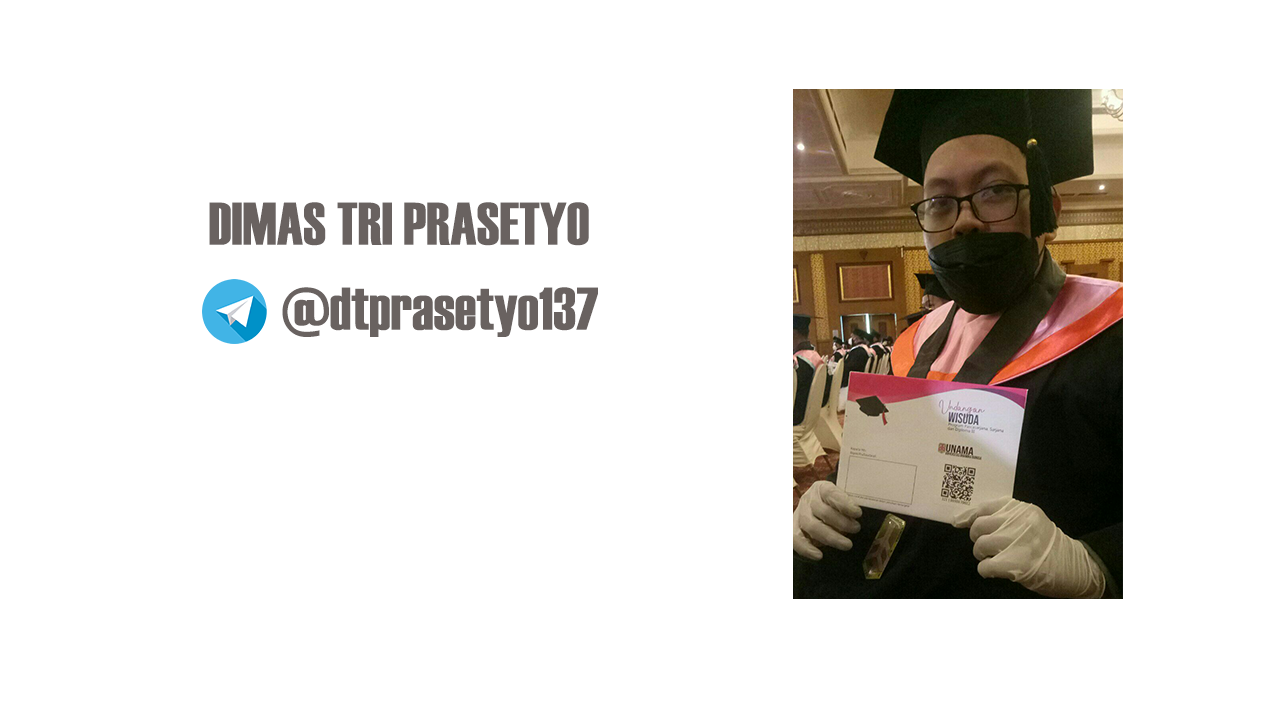 DIMAS TRI PRASETYO
@dtprasetyo137
Undangan
WISUDA
UNAMA